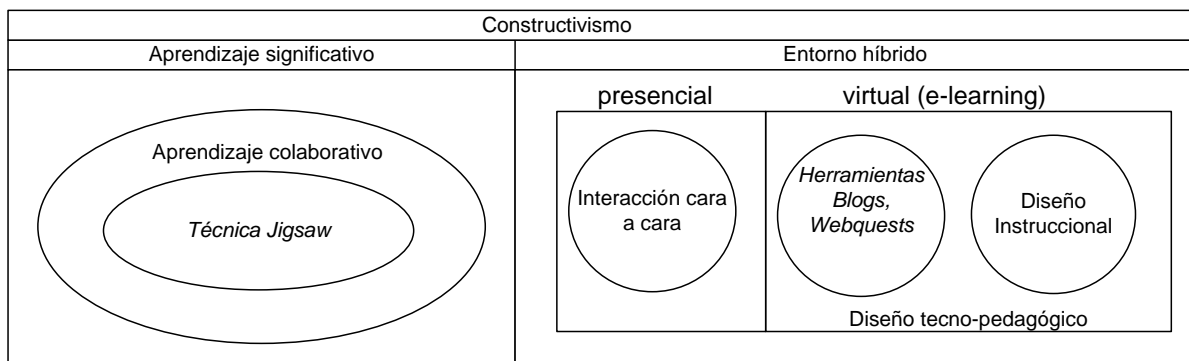 Constructivismo
Aprendizaje significativo
Entorno híbrido
presencial
virtual (e-learning)
Aprendizaje colaborativo
Técnica Jigsaw
Interacción cara
a cara
Herramientas
Blogs,
Webquests
Diseño
Instruccional
Diseño tecno-pedagógico